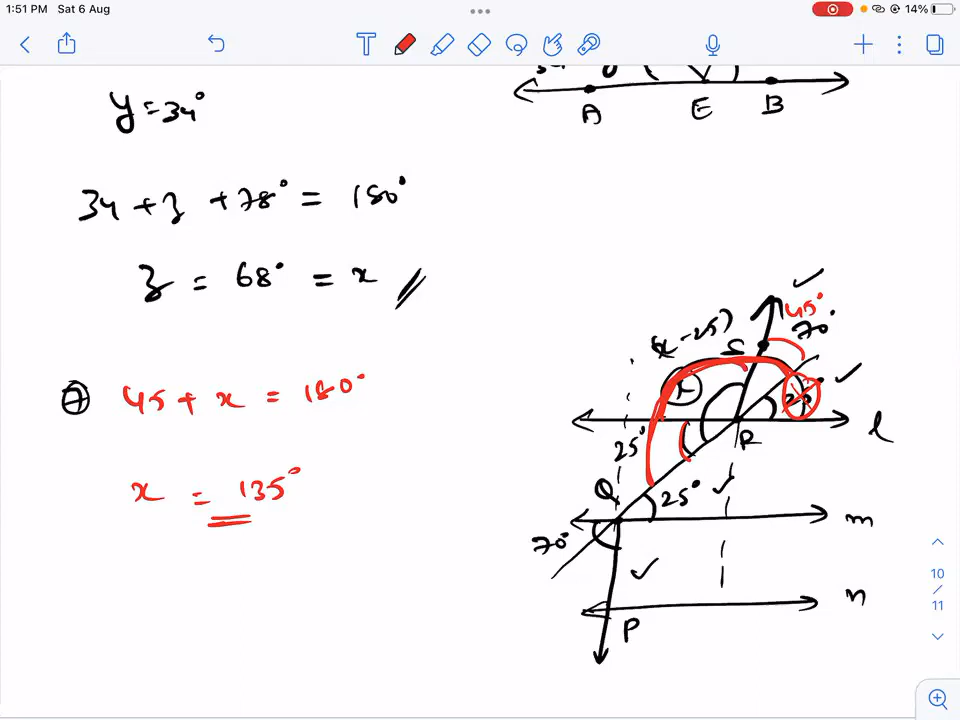 1:51 PM Sat 6 Aug
14%
T
y = 34°
A E B
34 + z + 78° = 180°
z = 68° = x //
45°
70°
(x - 25)
S
x
25°
R
l
45 + x = 180°
x = 135°
25°
Q
25°
m
70°
n
P
10
/
11